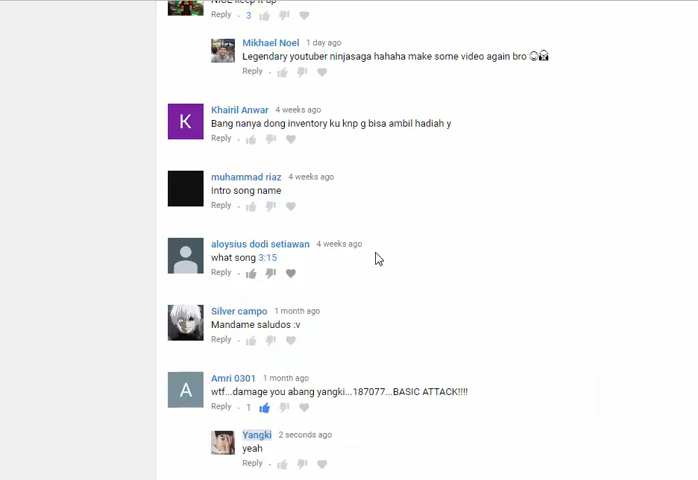 NICE keep it up
Reply · 3
Mikhael Noel 1 day ago
Legendary youtuber ninjasaga hahaha make some video again bro
Reply ·
K
Khairil Anwar 4 weeks ago
Bang nanya dong inventory ku knp g bisa ambil hadiah y
Reply ·
muhammad riaz 4 weeks ago
Intro song name
Reply ·
aloysius dodi setiawan 4 weeks ago
what song 3:15
Reply ·
Silver campo 1 month ago
Mandame saludos :v
Reply ·
A
Amri 0301 1 month ago
wtf...damage you abang yangki...187077...BASIC ATTACK!!!!
Reply · 1
Yangki 2 seconds ago
yeah
Reply ·